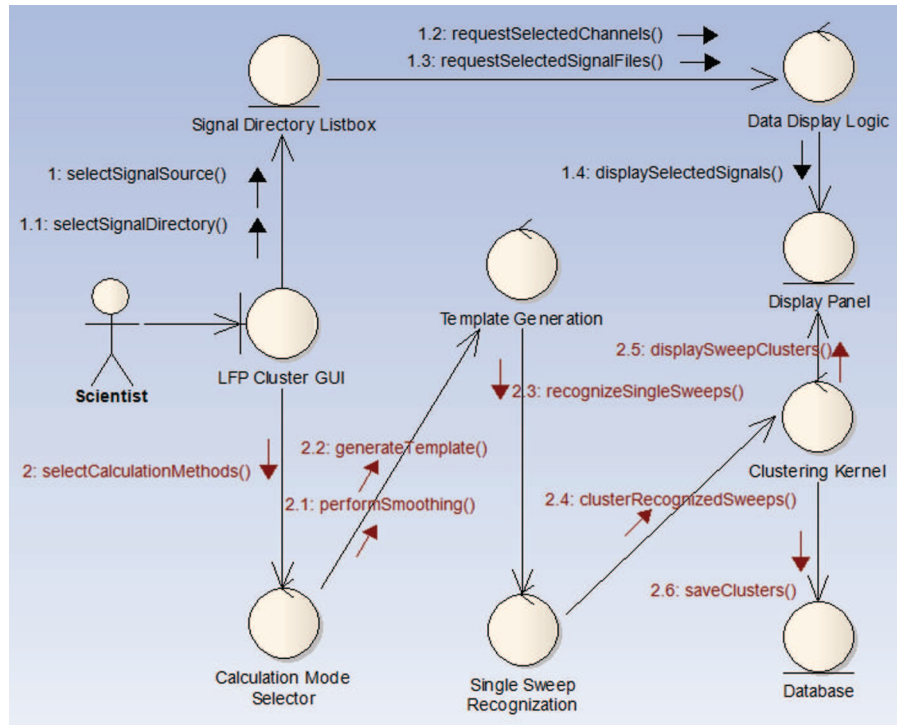 1.2: requestSelectedChannels()
1.3: requestSelectedSignalFiles()
Signal Directory Listbox
Data Display Logic
1: selectSignalSource()
1.4: displaySelectedSignals()
1.1: selectSignalDirectory()
Template Generation
Display Panel
Scientist
LFP Cluster GUI
2.5: displaySweepClusters()
2.3: recognizeSingleSweeps()
2: selectCalculationMethods()
2.2: generateTemplate()
Clustering Kernel
2.1: performSmoothing()
2.4: clusterRecognizedSweeps()
2.6: saveClusters()
Calculation Mode
Selector
Single Sweep
Recognization
Database